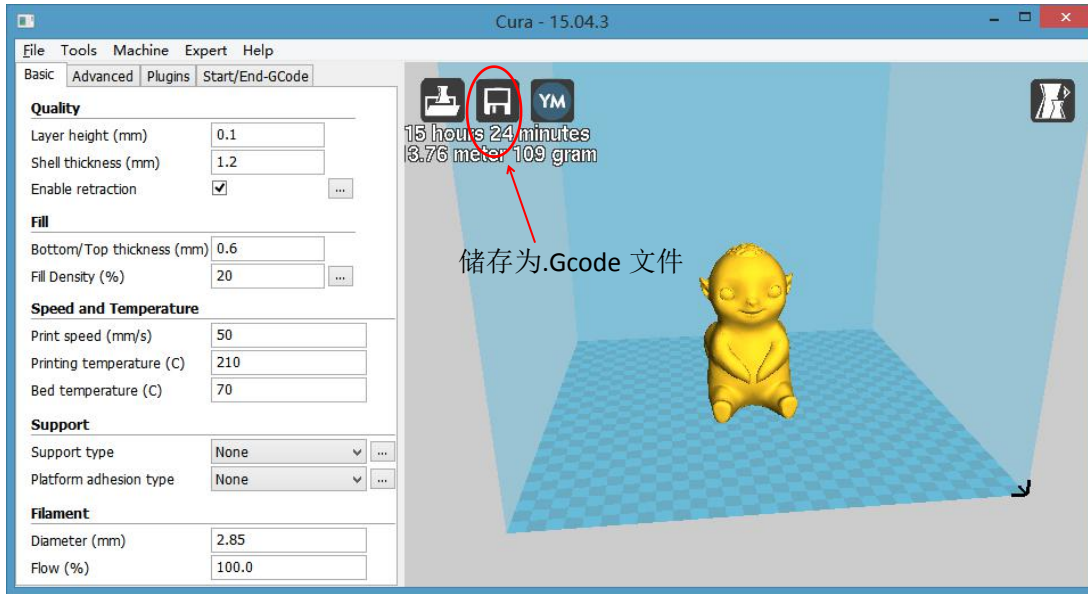 Cura - 15.04.3
File Tools Machine Expert Help
Basic Advanced Plugins Start/End-GCode
Quality
Layer height (mm) 0.1
Shell thickness (mm) 1.2
Enable retraction ...
Fill
Bottom/Top thickness (mm) 0.6
Fill Density (%) 20 ...
Speed and Temperature
Print speed (mm/s) 50
Printing temperature (C) 210
Bed temperature (C) 70
Support
Support type None ...
Platform adhesion type None ...
Filament
Diameter (mm) 2.85
Flow (%) 100.0
YM
15 hours 24 minutes
3.76 meter 109 gram
储存为.Gcode 文件